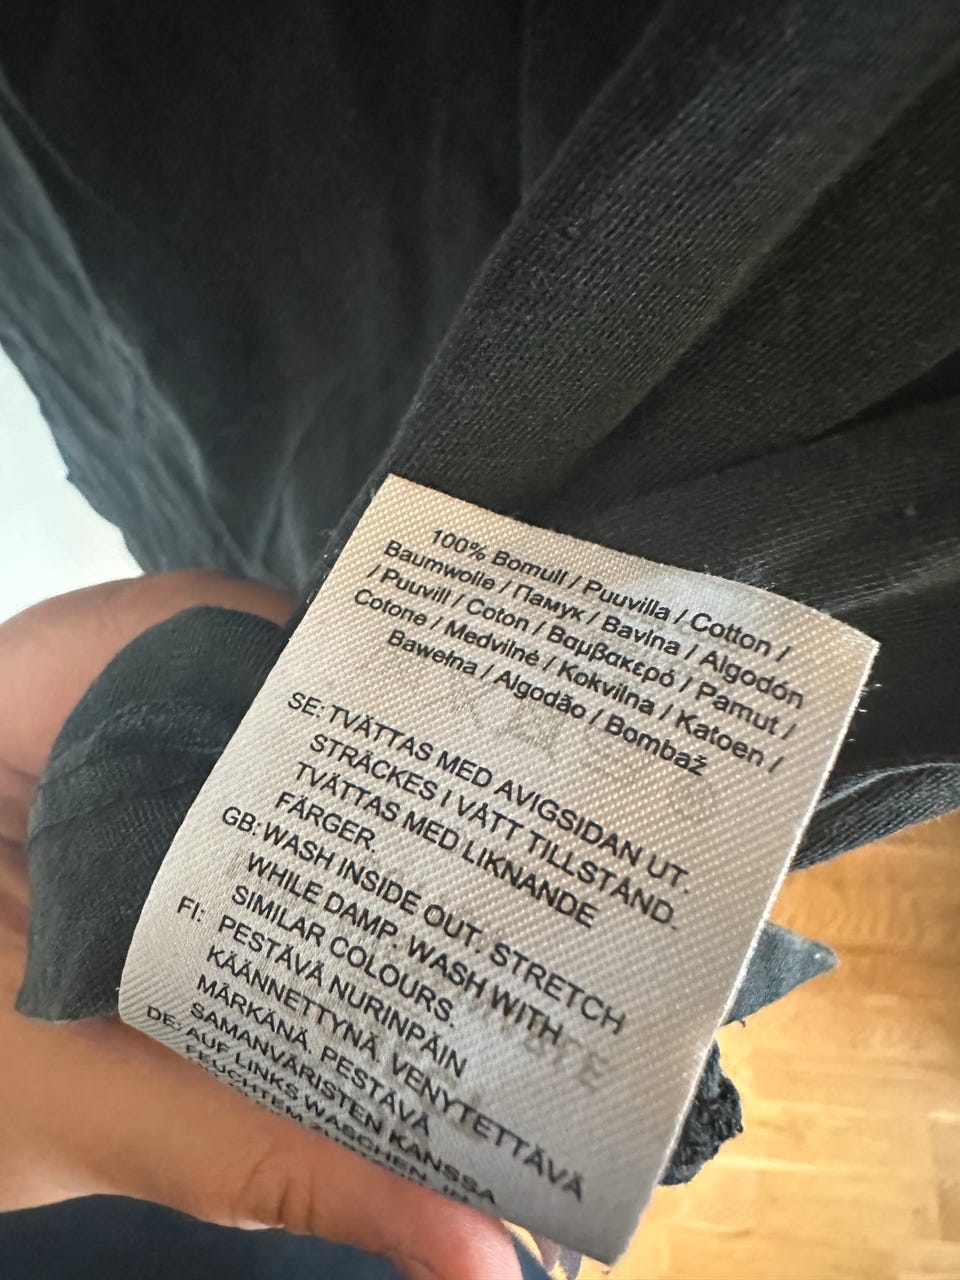 100% Bomull / Puuvilla / Cotton /
Baumwolle / Памук / Bavlna / Algodón
/ Puuvill / Coton / Βαμβακερό / Pamut /
Cotone / Medvilnė / Kokvilna / Katoen /
Bawełna / Algodão / Bombaž
SE: TVÄTTAS MED AVIGSIDAN UT.
STRÄCKES I VÅTT TILLSTÅND.
TVÄTTAS MED LIKNANDE
FÄRGER.
GB: WASH INSIDE OUT. STRETCH
WHILE DAMP. WASH WITH
SIMILAR COLOURS.
FI: PESTÄVÄ NURINPÄIN
KÄÄNNETTYNÄ. VENYTETTÄVÄ
MÄRKÄNÄ. PESTÄVÄ
SAMANVÄRISTEN KANSSA
DE: AUF LINKS WASCHEN. IN
ZUSCHEN